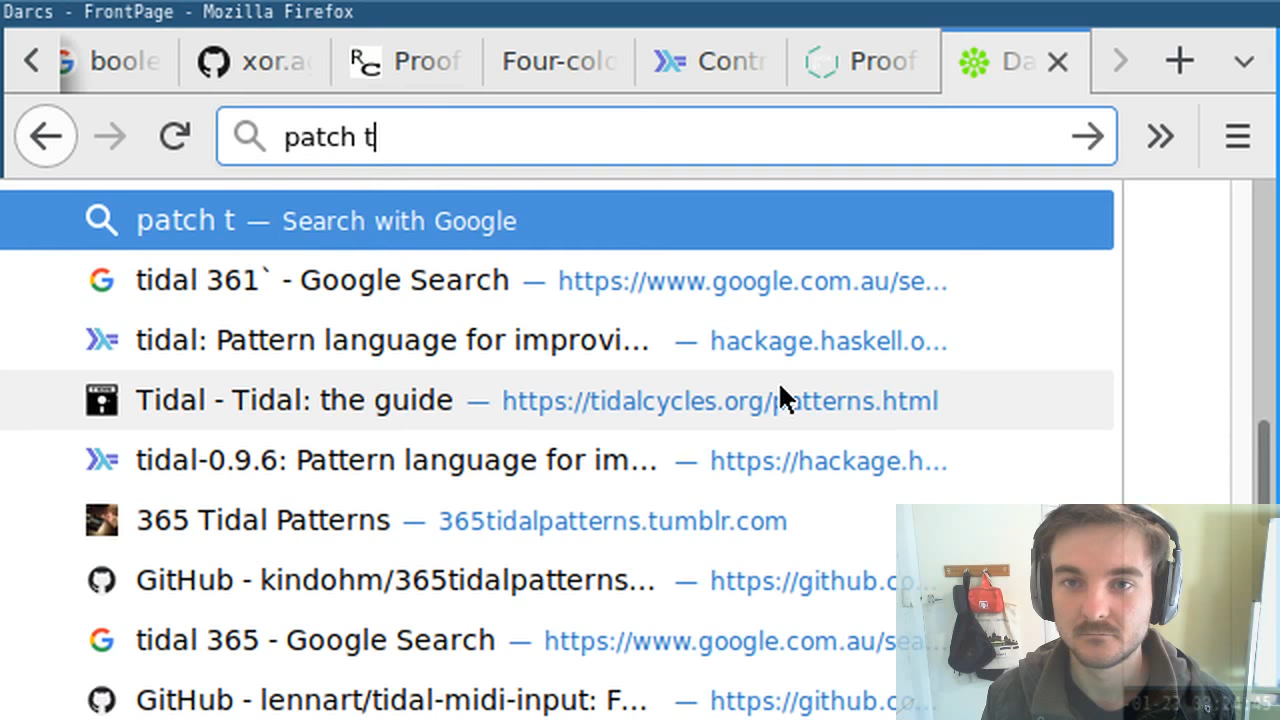 Darcs - FrontPage - Mozilla Firefox
boole xor.a Proof Four-colo Contr Proof Da
patch t
patch t — Search with Google
tidal 361` - Google Search — https://www.google.com.au/se...
tidal: Pattern language for improvi... — hackage.haskell.o...
Tidal - Tidal: the guide — https://tidalcycles.org/patterns.html
tidal-0.9.6: Pattern language for im... — https://hackage.h...
365 Tidal Patterns — 365tidalpatterns.tumblr.com
GitHub - kindohm/365tidalpatterns... — https://github.co...
tidal 365 - Google Search — https://www.google.com.au/sea...
GitHub - lennart/tidal-midi-input: F... — https://github.co...